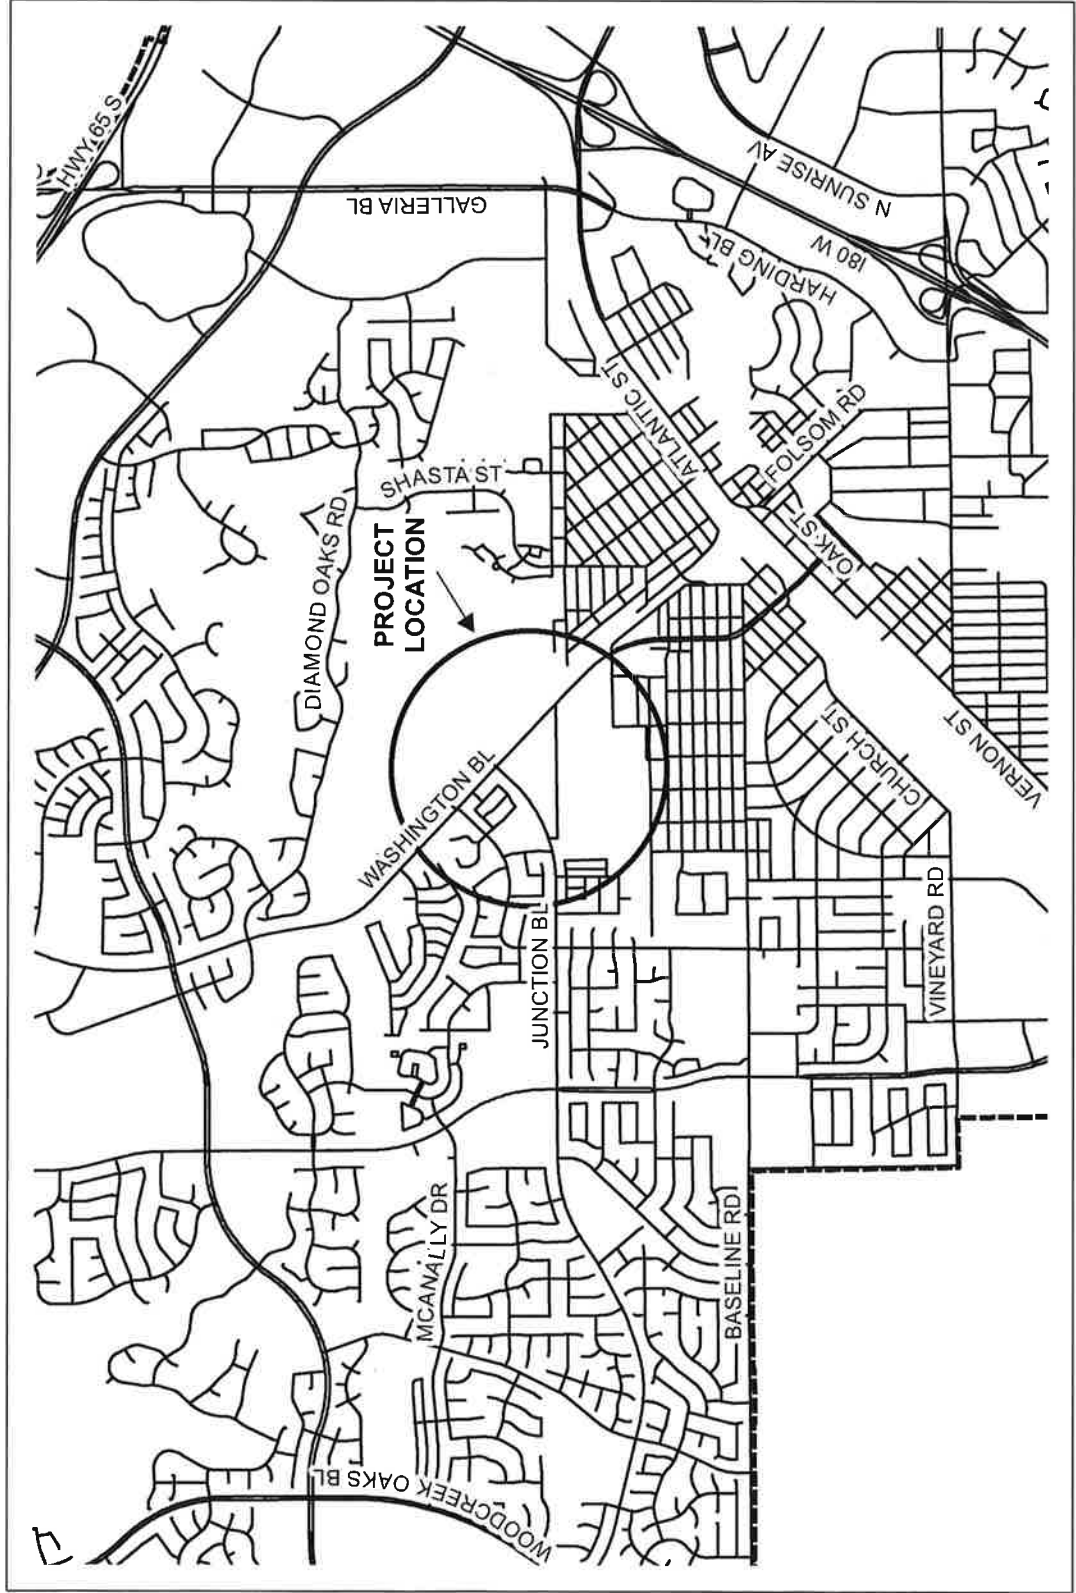 HWY 65 S
GALLERIA BL
N SUNRISE AV
I80 W
HARDING BL
ATLANTIC ST
FOLSOM RD
SHASTA ST
DIAMOND OAKS RD
PROJECT
LOCATION
OAK ST
WASHINGTON BL
CHURCH ST
VERNON ST
JUNCTION BL
VINEYARD RD
MCANALLY DR
BASELINE RD
WOODCREEK OAKS BL